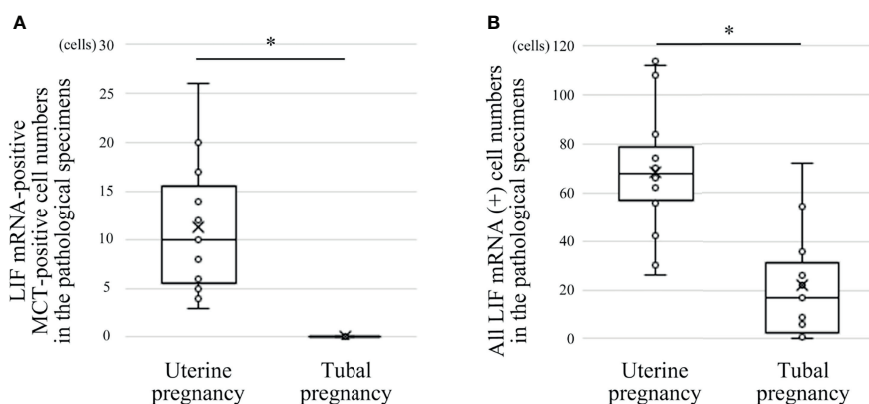 A
(cells)
30
25
20
15
10
5
0
LIF mRNA-positive
MCT-positive cell numbers
in the pathological specimens
*
Uterine
pregnancy
Tubal
pregnancy
B
(cells)
120
100
80
60
40
20
0
All LIF mRNA (+) cell numbers
in the pathological specimens
*
Uterine
pregnancy
Tubal
pregnancy